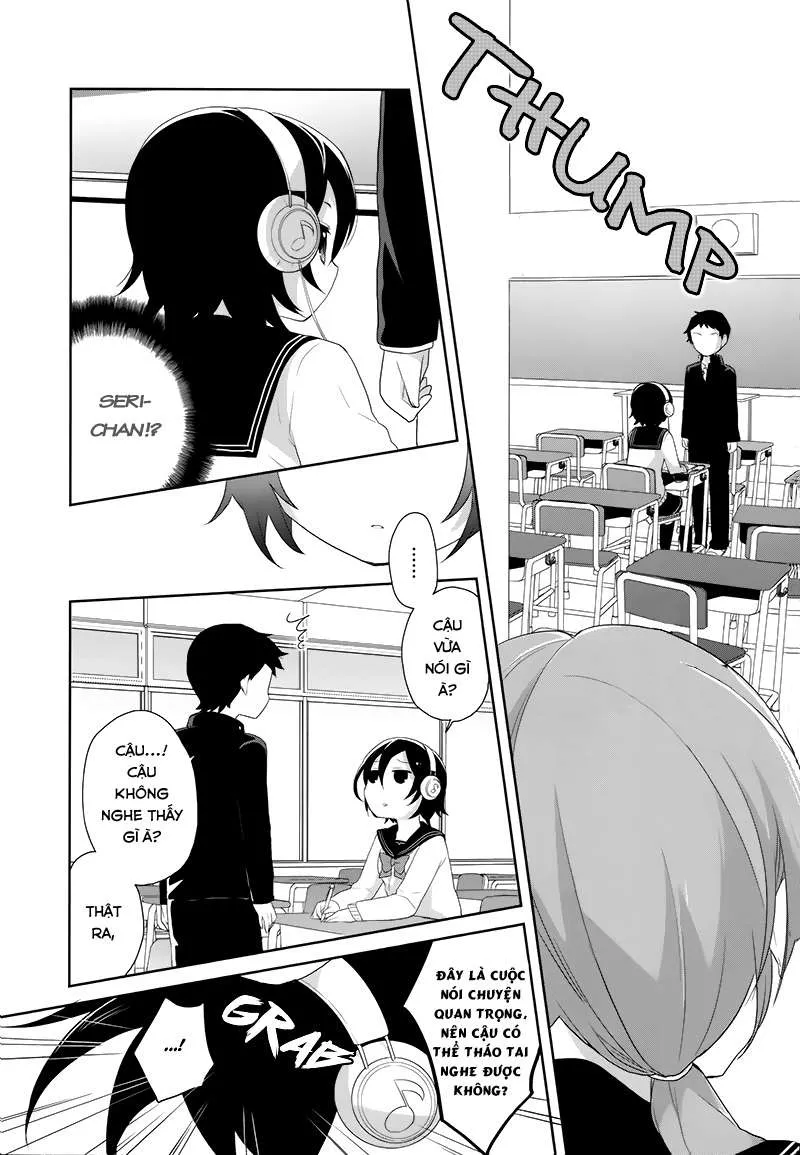 THUMP
SERI-
CHAN!?
......
CẬU
VỪA
NÓI GÌ
À?
CẬU...!
CẬU
KHÔNG
NGHE THẤY
GÌ À?
THẬT
RA,
ĐÂY LÀ CUỘC
NÓI CHUYỆN
QUAN TRỌNG,
NÊN CẬU CÓ
THỂ THÁO TAI
NGHE ĐƯỢC
KHÔNG?
GRAB
...!